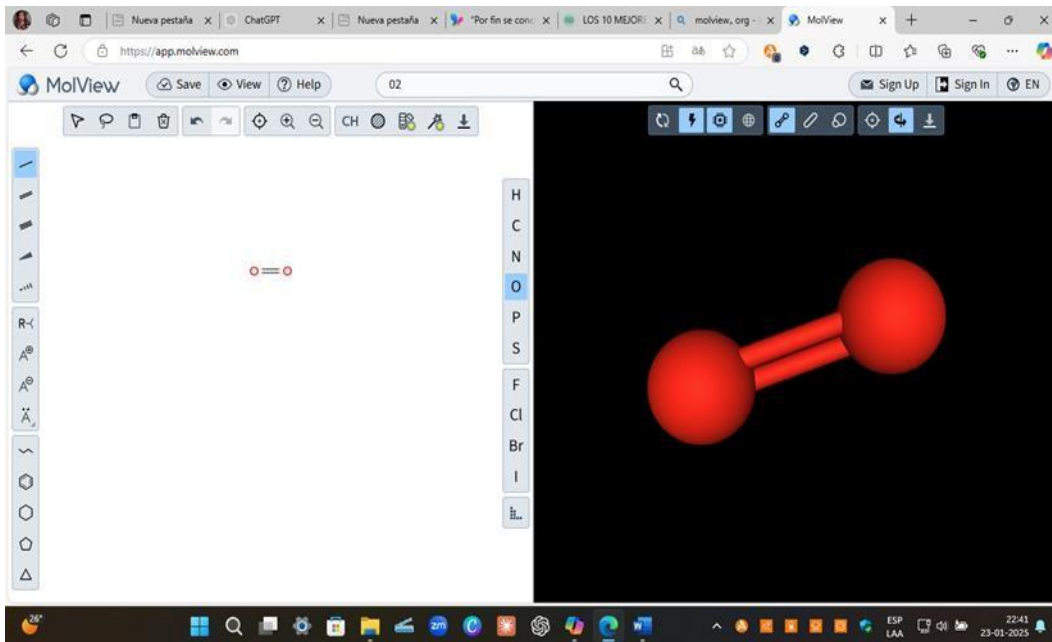 Nueva pestaña
ChatGPT
Nueva pestaña
"Por fin se conc
LOS 10 MEJOR
molview, org -
MolView
https://app.molview.com
MolView
Save
View
Help
02
Sign Up
Sign In
EN
CH
H
C
N
O
P
S
F
Cl
Br
I
R
A
A
Ä
O=O
26°
zm
ESP
LAA
22:41
23-01-2025